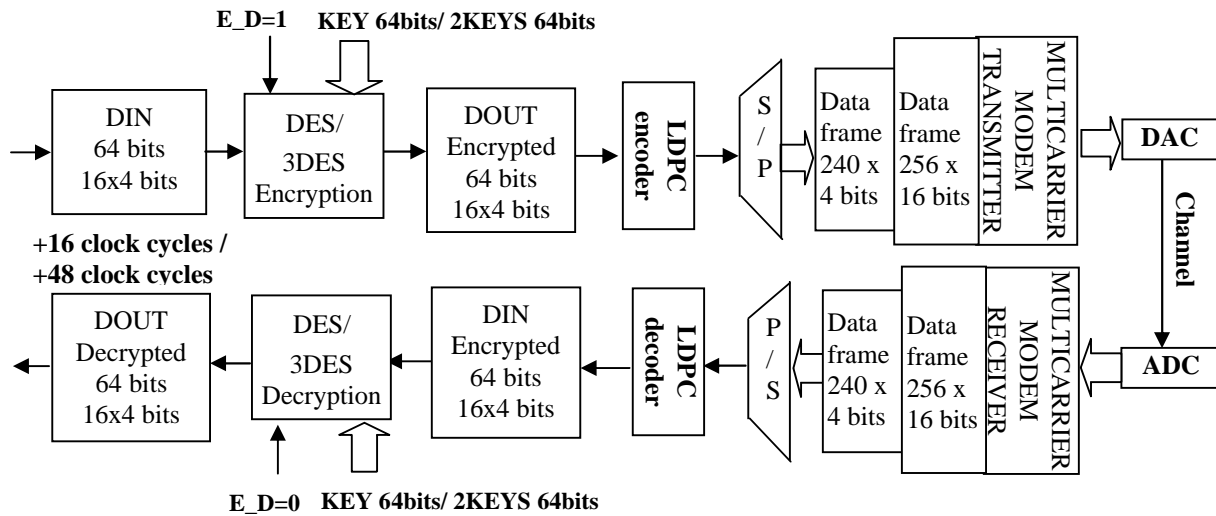 E_D=1
KEY 64bits/ 2KEYS 64bits
DIN
64 bits
16x4 bits
DES/
3DES
Encryption
DOUT
Encrypted
64 bits
16x4 bits
LDPC
encoder
S
/
P
Data
frame
240 x
4 bits
Data
frame
256 x
16 bits
MULTICARRIER
MODEM
TRANSMITTER
DAC
Channel
+16 clock cycles /
+48 clock cycles
DOUT
Decrypted
64 bits
16x4 bits
DES/
3DES
Decryption
DIN
Encrypted
64 bits
16x4 bits
LDPC
decoder
P
/
S
Data
frame
240 x
4 bits
Data
frame
256 x
16 bits
MULTICARRIER
MODEM
RECEIVER
ADC
E_D=0
KEY 64bits/ 2KEYS 64bits